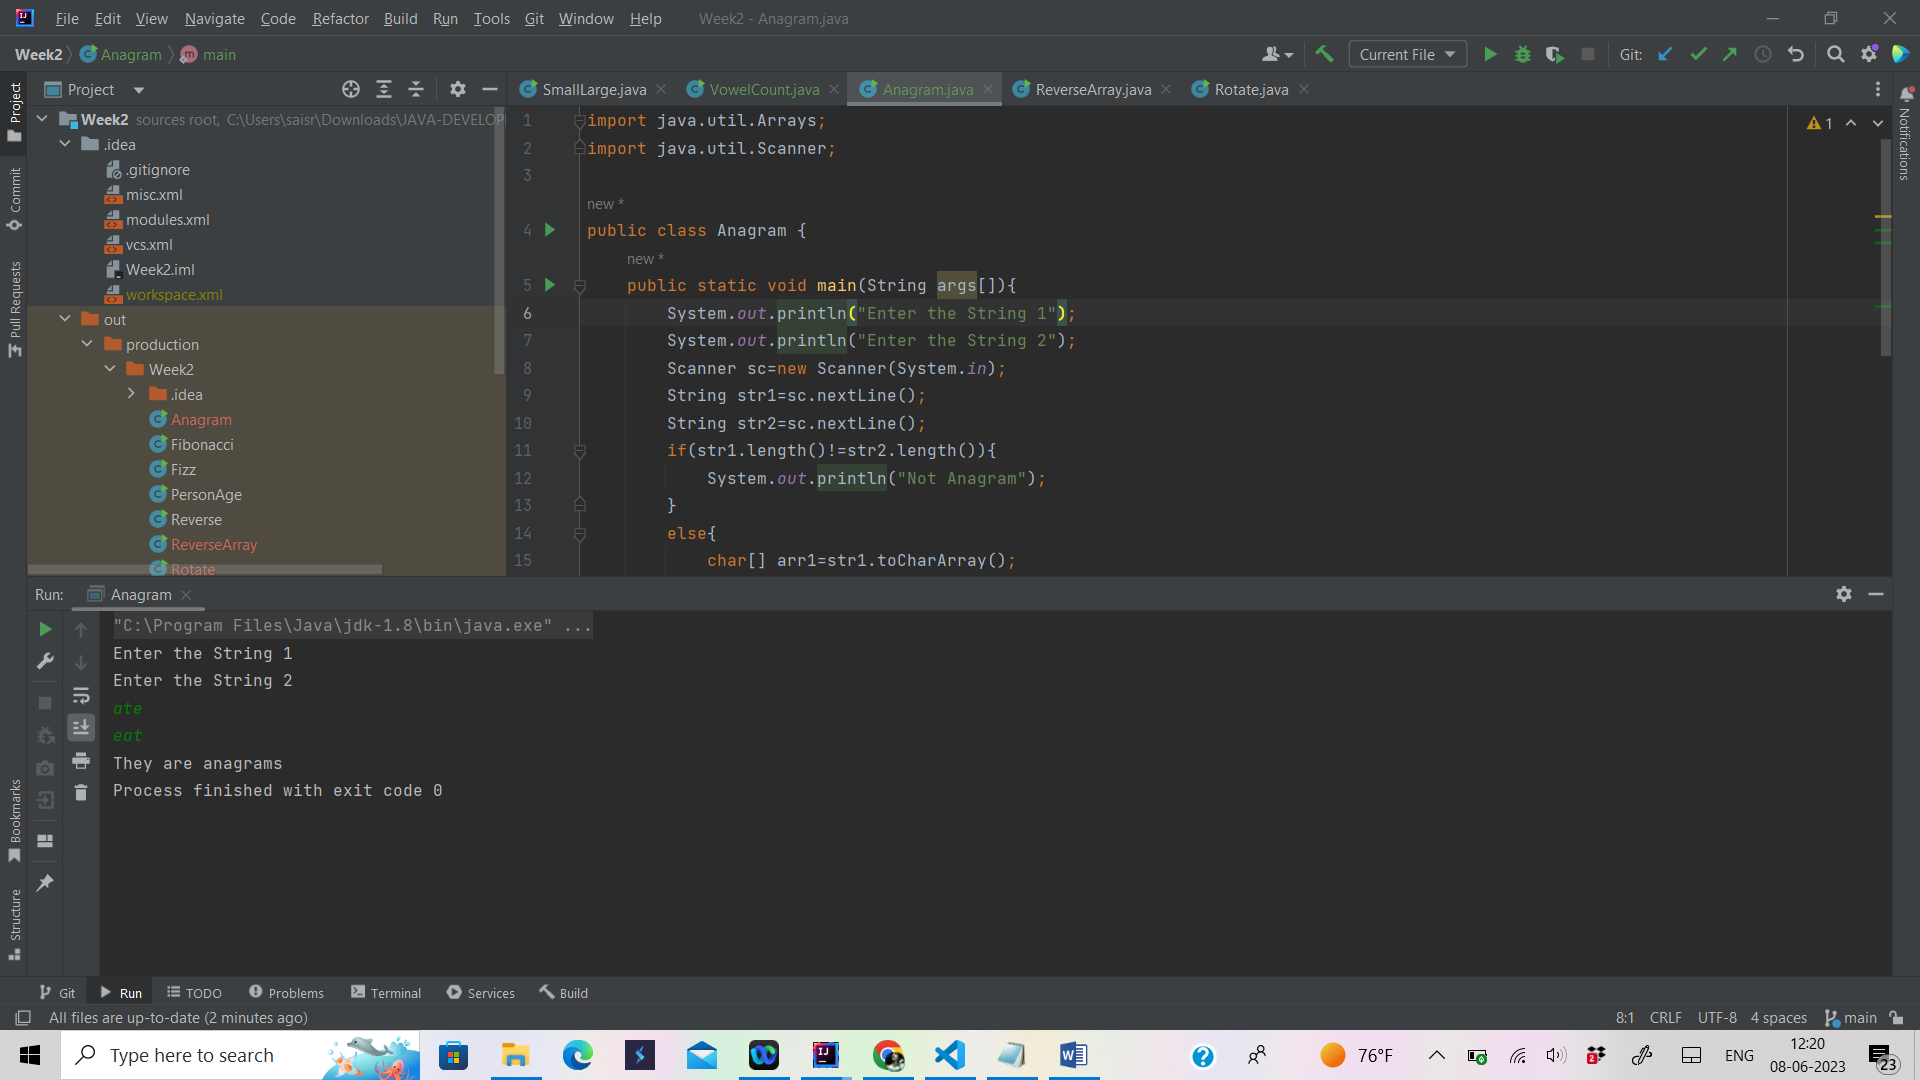 File Edit View Navigate Code Refactor Build Run Tools Git Window Help Week2 - Anagram.java
Week2 Anagram main Current File Git:
Project
SmallLarge.java VowelCount.java Anagram.java ReverseArray.java Rotate.java
Project
Commit
Pull Requests
Bookmarks
Structure
Notifications
Week2 sources root, C:\Users\saisr\Downloads\JAVA-DEVELOP
.idea
.gitignore
misc.xml
modules.xml
vcs.xml
Week2.iml
workspace.xml
out
production
Week2
.idea
Anagram
Fibonacci
Fizz
PersonAge
Reverse
ReverseArray
Rotate
1 import java.util.Arrays;
2 import java.util.Scanner;
3
new *
4 public class Anagram {
new *
5 public static void main(String args[]){
6 System.out.println("Enter the String 1");
7 System.out.println("Enter the String 2");
8 Scanner sc=new Scanner(System.in);
9 String str1=sc.nextLine();
10 String str2=sc.nextLine();
11 if(str1.length()!=str2.length()){
12 System.out.println("Not Anagram");
13 }
14 else{
15 char[] arr1=str1.toCharArray();
1
Run: Anagram
"C:\Program Files\Java\jdk-1.8\bin\java.exe" ...
Enter the String 1
Enter the String 2
ate
eat
They are anagrams
Process finished with exit code 0
Git Run TODO Problems Terminal Services Build
All files are up-to-date (2 minutes ago) 8:1 CRLF UTF-8 4 spaces main
Type here to search 76°F ENG 12:20
08-06-2023 23